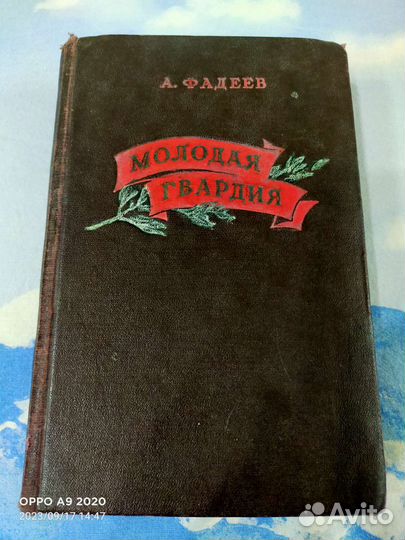 А. ФАДЕЕВ
МОЛОДАЯ
ГВАРДИЯ
OPPO A9 2020
2023/09/17 14:47
Avito